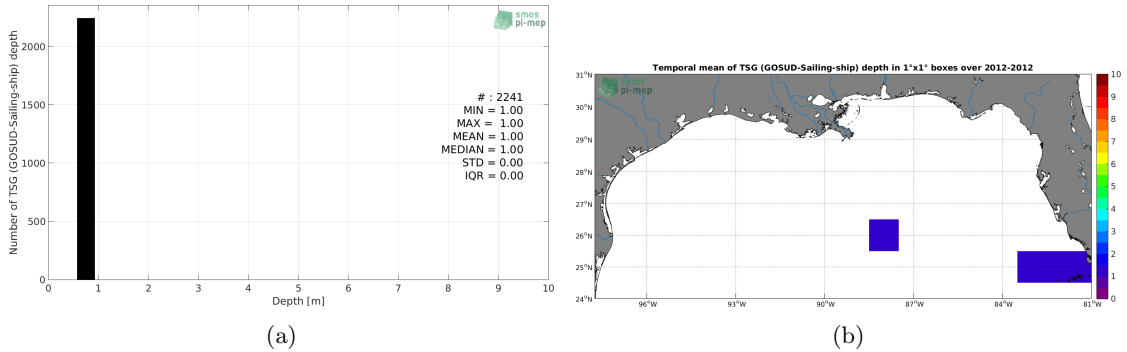 smos
pi-mep
Number of TSG (GOSUD-Sailing-ship) depth
2000
1500
1000
500
0
# : 2241
MIN = 1.00
MAX = 1.00
MEAN = 1.00
MEDIAN = 1.00
STD = 0.00
IQR = 0.00
0 1 2 3 4 5 6 7 8 9 10
Depth [m]
(a)
Temporal mean of TSG (GOSUD-Sailing-ship) depth in 1°x1° boxes over 2012-2012
smos
pi-mep
31°N
30°N
29°N
28°N
27°N
26°N
25°N
24°N
96°W 93°W 90°W 87°W 84°W 81°W
10
9
8
7
6
5
4
3
2
1
0
(b)